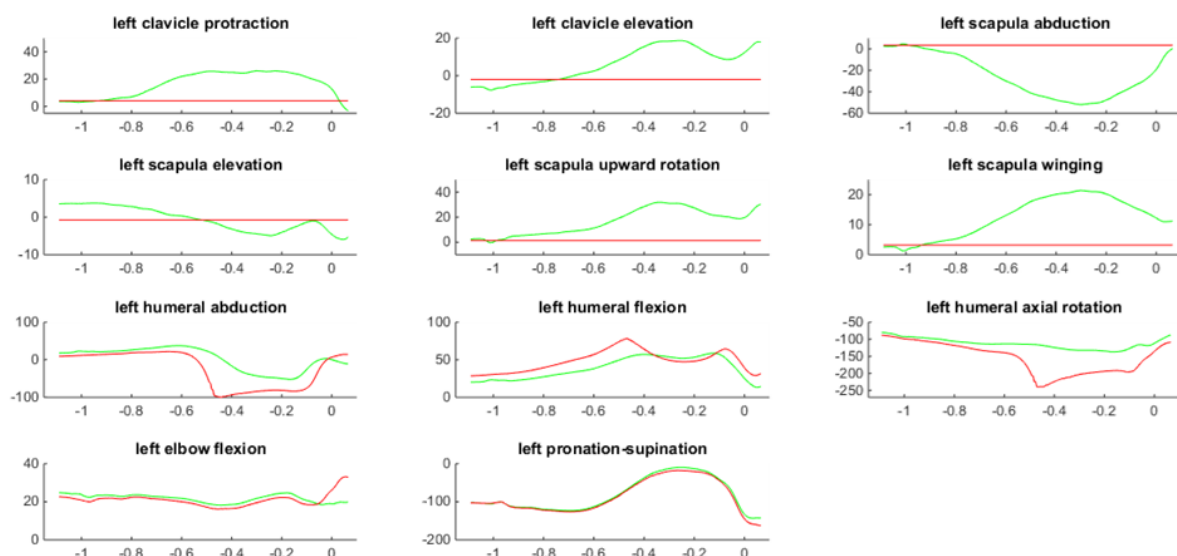 left clavicle protraction
40
20
0
-1 -0.8 -0.6 -0.4 -0.2 0
left clavicle elevation
20
0
-20
-1 -0.8 -0.6 -0.4 -0.2 0
left scapula abduction
0
-20
-40
-60
-1 -0.8 -0.6 -0.4 -0.2 0
left scapula elevation
10
0
-10
-1 -0.8 -0.6 -0.4 -0.2 0
left scapula upward rotation
40
20
0
-1 -0.8 -0.6 -0.4 -0.2 0
left scapula winging
20
10
0
-1 -0.8 -0.6 -0.4 -0.2 0
left humeral abduction
100
0
-100
-1 -0.8 -0.6 -0.4 -0.2 0
left humeral flexion
100
50
0
-1 -0.8 -0.6 -0.4 -0.2 0
left humeral axial rotation
-50
-100
-150
-200
-250
-1 -0.8 -0.6 -0.4 -0.2 0
left elbow flexion
40
20
0
-1 -0.8 -0.6 -0.4 -0.2 0
left pronation-supination
0
-100
-200
-1 -0.8 -0.6 -0.4 -0.2 0